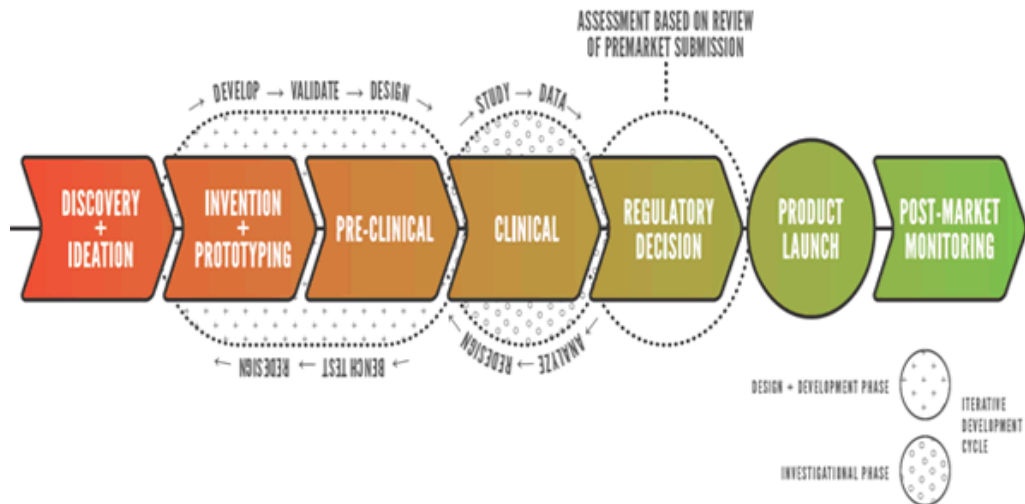 ASSESSMENT BASED ON REVIEW
OF PREMARKET SUBMISSION
→ DEVELOP → VALIDATE → DESIGN →
→ STUDY → DATA →
DISCOVERY
+
IDEATION
INVENTION
+
PROTOTYPING
PRE-CLINICAL
CLINICAL
REGULATORY
DECISION
PRODUCT
LAUNCH
POST-MARKET
MONITORING
← REDESIGN ← BENCH TEST ←
← REDESIGN ← ANALYZE ←
DESIGN + DEVELOPMENT PHASE
ITERATIVE
DEVELOPMENT
CYCLE
INVESTIGATIONAL PHASE